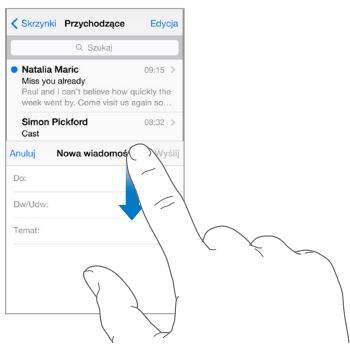 Skrzynki Przychodzące Edycja
Szukaj
Natalia Maric 09:15
Miss you already
Paul and I can't believe how quickly the
week went by. Come visit us again so...
Simon Pickford 08:32
Cast
Anuluj Nowa wiadomoś Wyślij
Do:
Dw/Udw:
Temat: